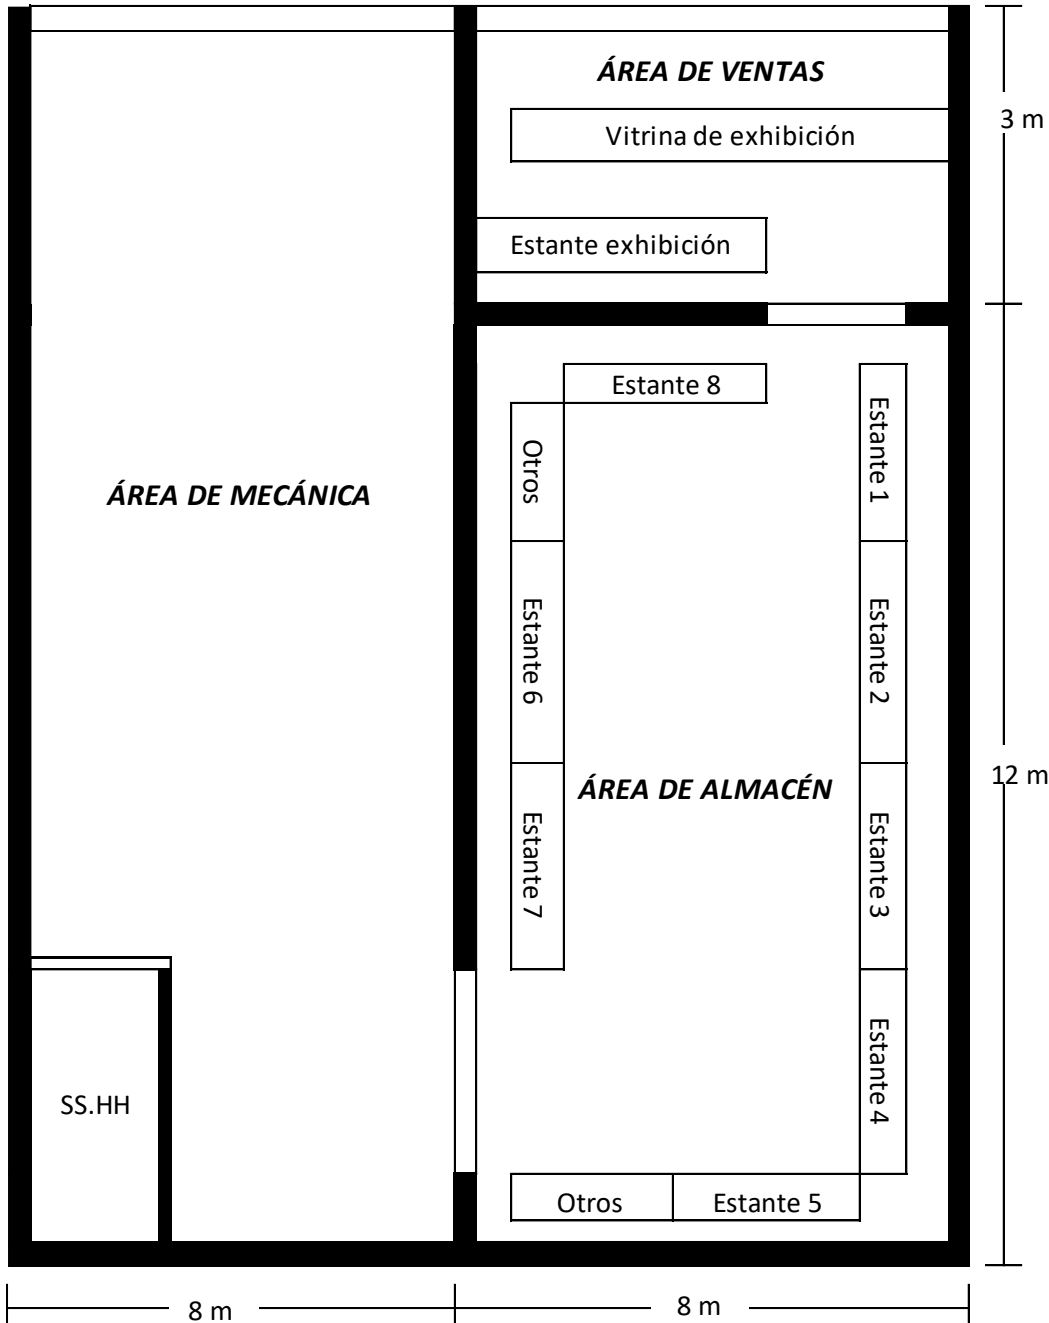 ÁREA DE VENTAS
3 m
Vitrina de exhibición
Estante exhibición
Estante 8
Estante 1
Otros
ÁREA DE MECÁNICA
Estante 6
Estante 2
12 m
ÁREA DE ALMACÉN
Estante 7
Estante 3
Estante 4
SS.HH
Otros
Estante 5
8 m
8 m